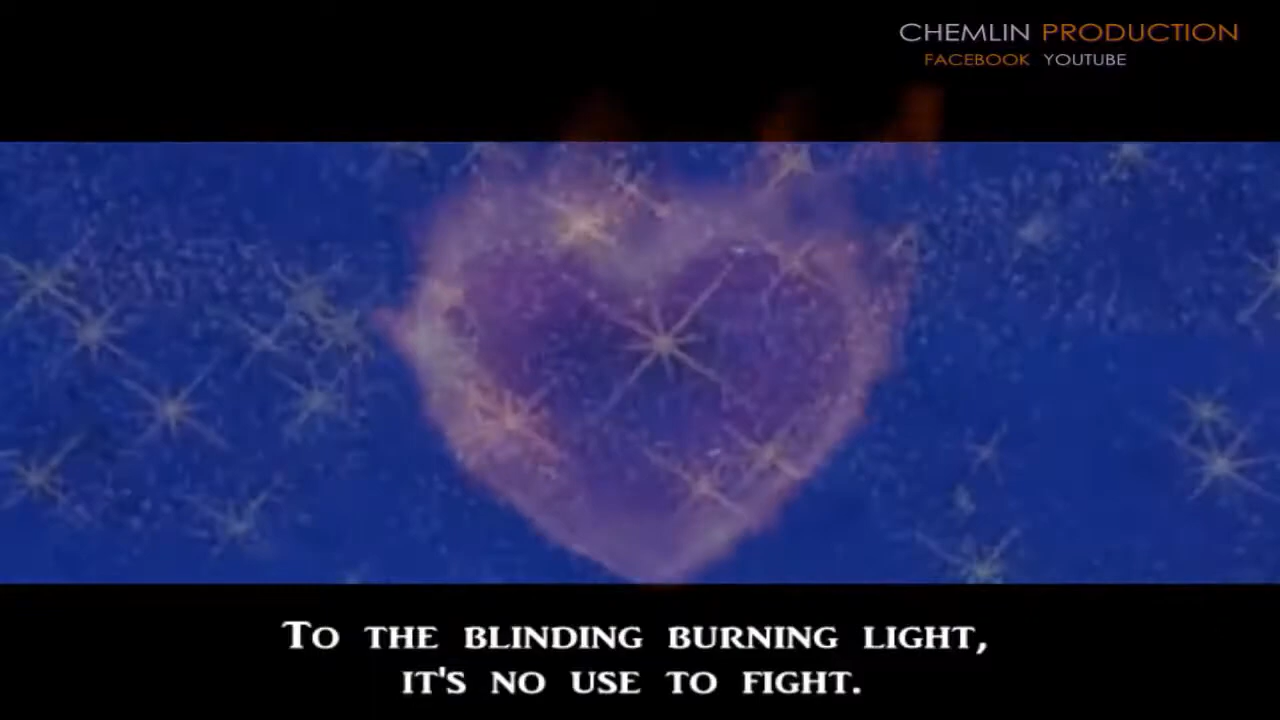 CHEMLIN PRODUCTION
FACEBOOK YOUTUBE
TO THE BLINDING BURNING LIGHT,
IT'S NO USE TO FIGHT.